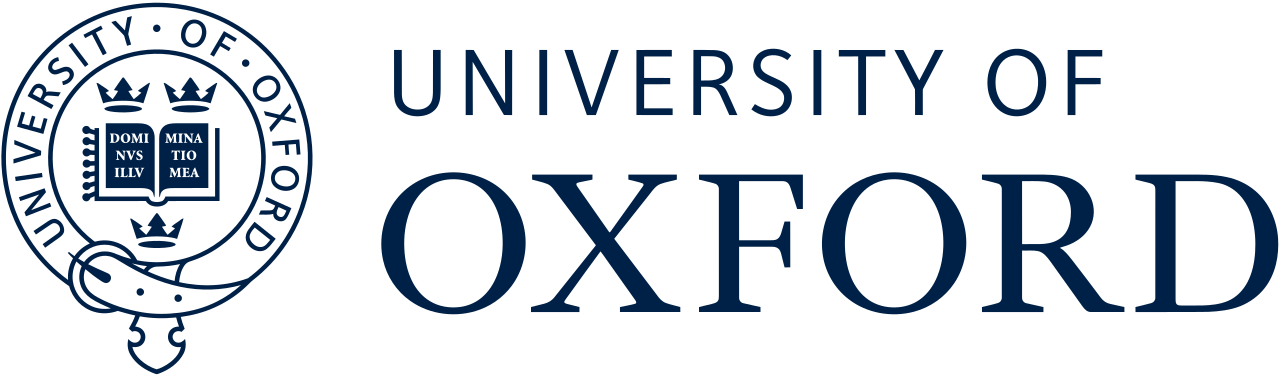 UNIVERSITY · OF · OXFORD
DOMI
NVS
ILLV
MINA
TIO
MEA
UNIVERSITY OF
OXFORD